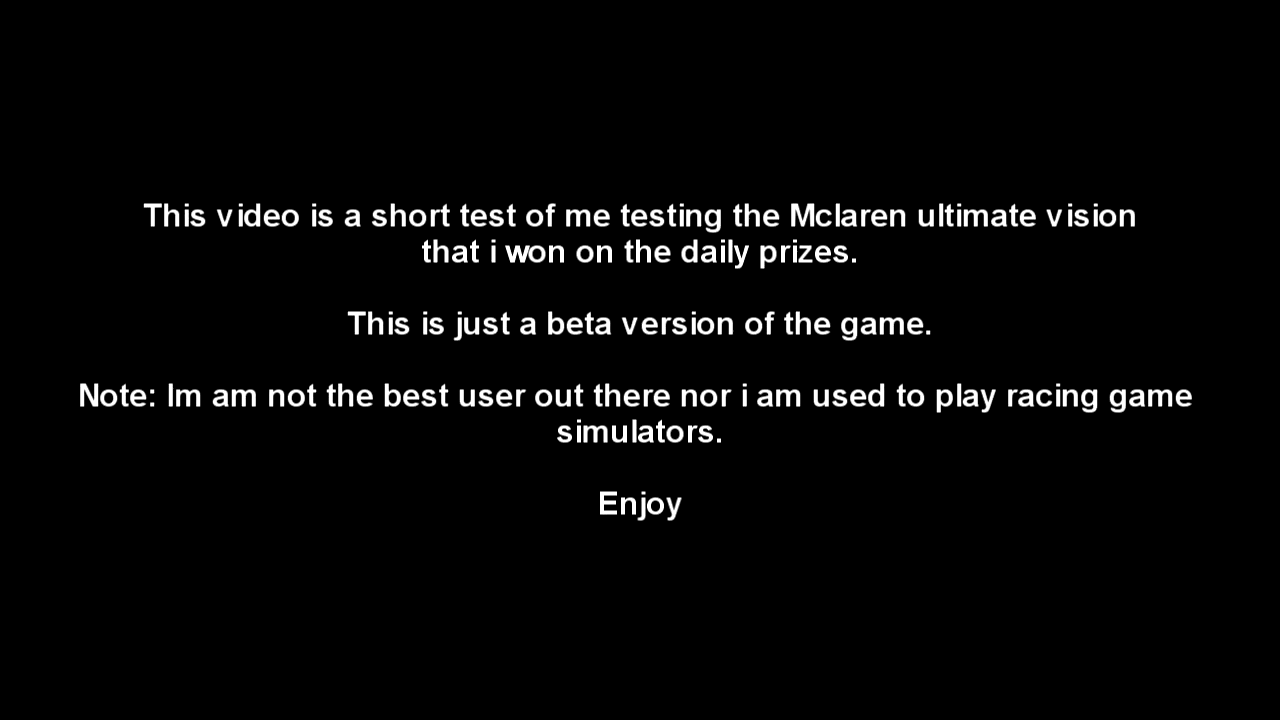 This video is a short test of me testing the Mclaren ultimate vision
that i won on the daily prizes.
This is just a beta version of the game.
Note: Im am not the best user out there nor i am used to play racing game
simulators.
Enjoy